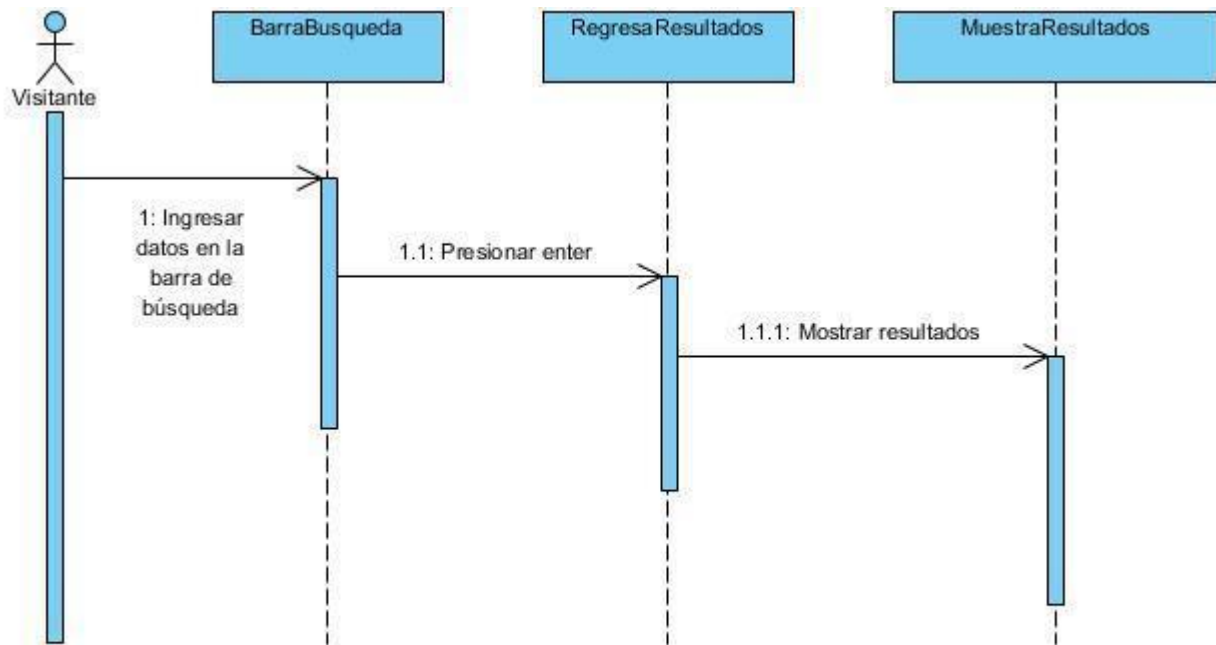 BarraBusqueda
RegresaResultados
MuestraResultados
Visitante
1: Ingresar
datos en la
barra de
búsqueda
1.1: Presionar enter
1.1.1: Mostrar resultados